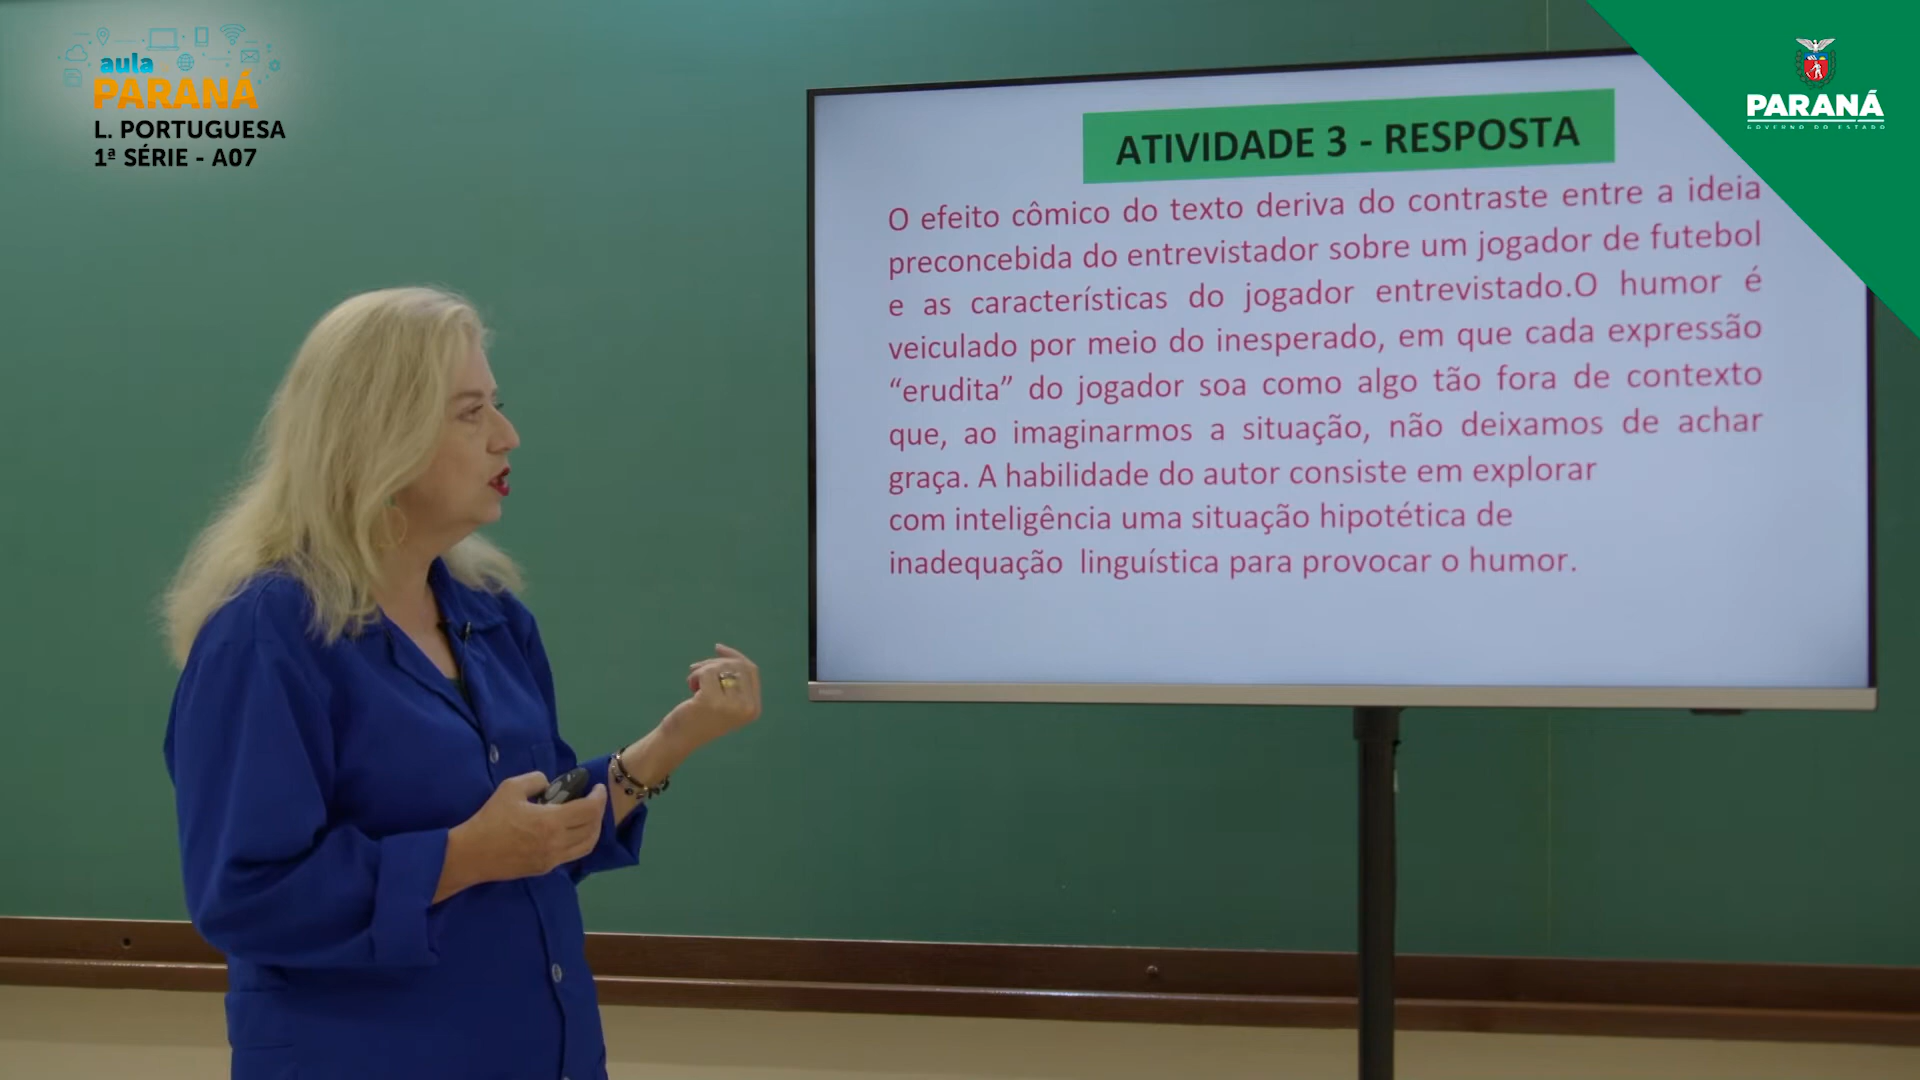 aula
PARANÁ
L. PORTUGUESA
1ª SÉRIE - A07
PARANÁ
GOVERNO DO ESTADO
ATIVIDADE 3 - RESPOSTA
O efeito cômico do texto deriva do contraste entre a ideia
preconcebida do entrevistador sobre um jogador de futebol
e as características do jogador entrevistado.O humor é
veiculado por meio do inesperado, em que cada expressão
“erudita” do jogador soa como algo tão fora de contexto
que, ao imaginarmos a situação, não deixamos de achar
graça. A habilidade do autor consiste em explorar
com inteligência uma situação hipotética de
inadequação linguística para provocar o humor.